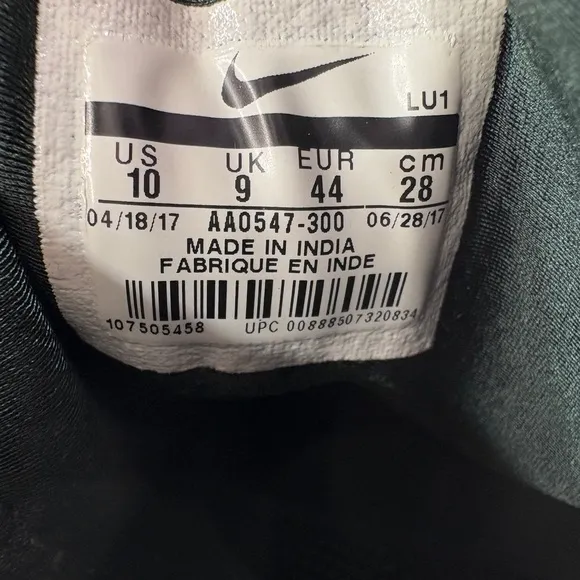 LU1
US UK EUR cm
10 9 44 28
04/18/17 AA0547-300 06/28/17
MADE IN INDIA
FABRIQUE EN INDE
107505458 UPC 00888507320834